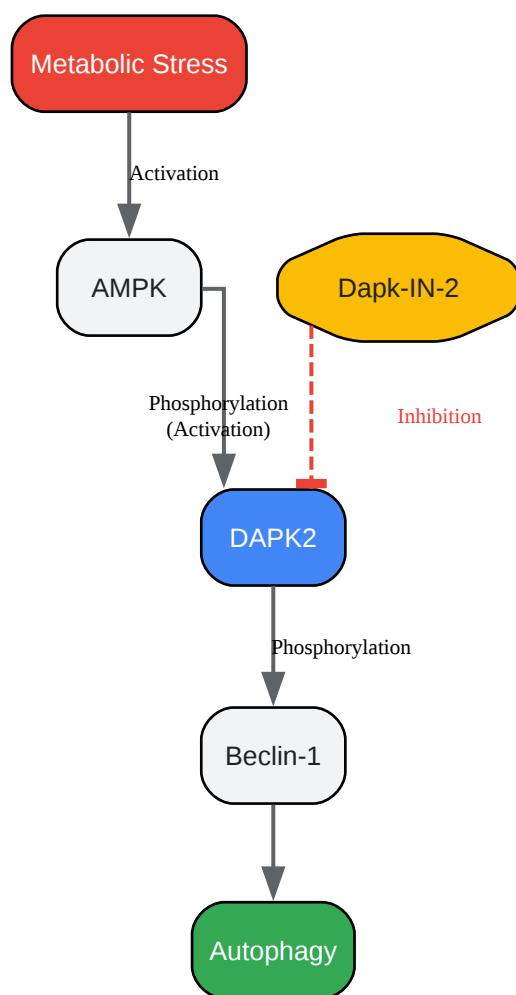 Metabolic Stress
Activation
AMPK
Dapk-IN-2
Phosphorylation
(Activation)
Inhibition
DAPK2
Phosphorylation
Beclin-1
Autophagy